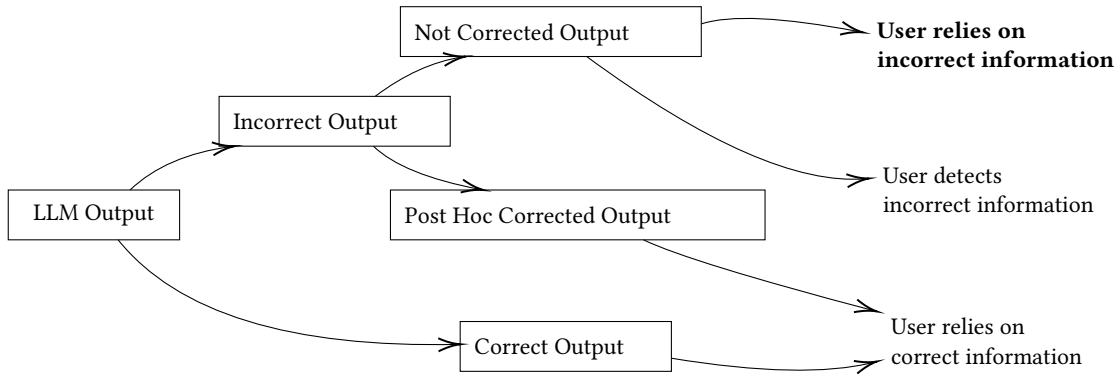 Not Corrected Output
User relies on
incorrect information
Incorrect Output
User detects
incorrect information
LLM Output
Post Hoc Corrected Output
User relies on
correct information
Correct Output